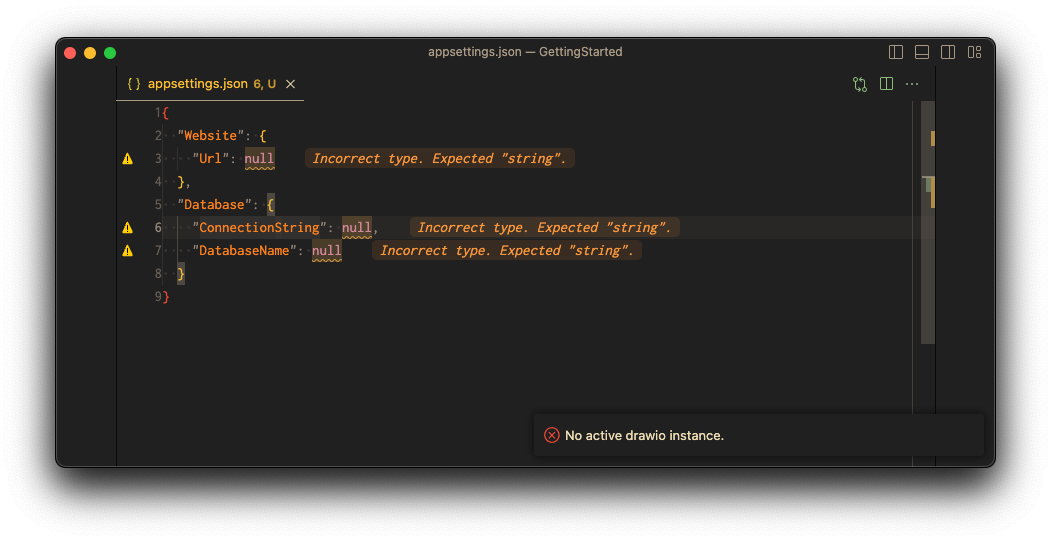 appsettings.json — GettingStarted
{ } appsettings.json 6, U
1 {
2 "Website": {
3 "Url": null Incorrect type. Expected "string".
4 },
5 "Database": {
6 "ConnectionString": null, Incorrect type. Expected "string".
7 "DatabaseName": null Incorrect type. Expected "string".
8 }
9 }
No active drawio instance.